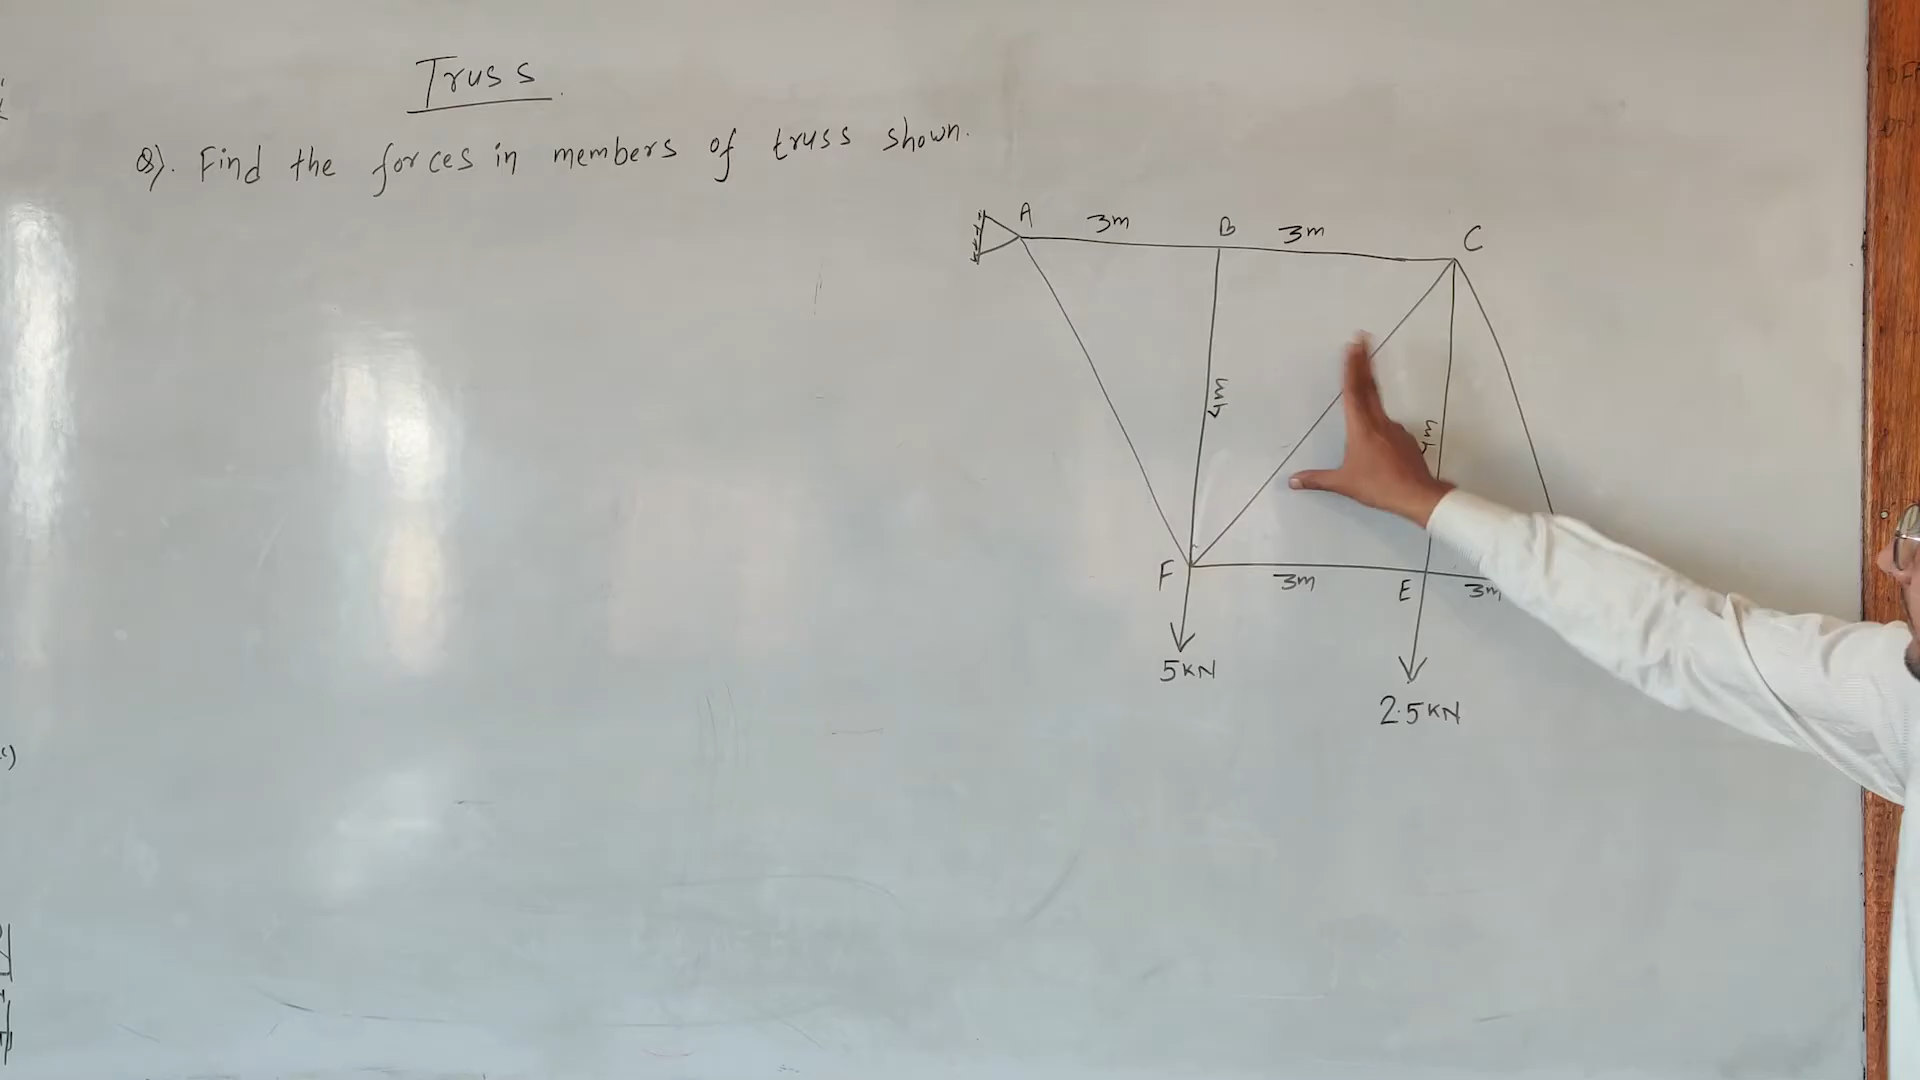 Truss
Q). Find the forces in members of truss shown.
A 3m B 3m C
4m
4m
F 3m E 3m
5KN
2.5KN